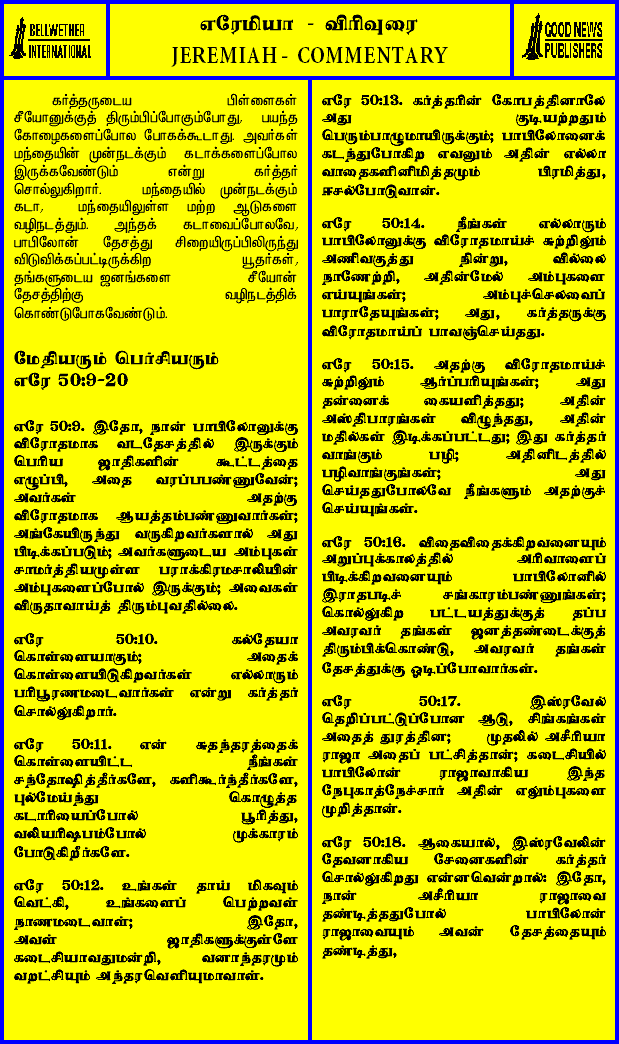 BELLWETHER
INTERNATIONAL
எரேமியா - விரிவுரை
JEREMIAH - COMMENTARY
GOOD NEWS
PUBLISHERS
கர்த்தருடைய பிள்ளைகள்
சீயோனுக்குத் திரும்பிப்போகும்போது, பயந்த
கோழைகளைப்போல போகக்கூடாது. அவர்கள்
மந்தையின் முன்நடக்கும் கடாக்களைப்போல
இருக்கவேண்டும் என்று கர்த்தர்
சொல்லுகிறார். மந்தையில் முன்நடக்கும்
கடா, மந்தையிலுள்ள மற்ற ஆடுகளை
வழிநடத்தும். அந்தக் கடாவைப்போலவே,
பாபிலோன் தேசத்து சிறையிருப்பிலிருந்து
விடுவிக்கப்பட்டிருக்கிற யூதர்கள்,
தங்களுடைய ஜனங்களை சீயோன்
தேசத்திற்கு வழிநடத்திக்
கொண்டுபோகவேண்டும்.
மேதியரும் பெர்சியரும்
எரே 50:9-20
எரே 50:9. இதோ, நான் பாபிலோனுக்கு
விரோதமாக வடதேசத்தில் இருக்கும்
பெரிய ஜாதிகளின் கூட்டத்தை
எழுப்பி, அதை வரப்பபண்ணுவேன்;
அவர்கள் அதற்கு
விரோதமாக ஆயத்தம்பண்ணுவார்கள்;
அங்கேயிருந்து வருகிறவர்களால் அது
பிடிக்கப்படும்; அவர்களுடைய அம்புகள்
சாமர்த்தியமுள்ள பராக்கிரமசாலியின்
அம்புகளைப்போல் இருக்கும்; அவைகள்
விருதாவாய்த் திரும்புவதில்லை.
எரே 50:10. கல்தேயா
கொள்ளையாகும்; அதைக்
கொள்ளையிடுகிறவர்கள் எல்லாரும்
பரிபூரணமடைவார்கள் என்று கர்த்தர்
சொல்லுகிறார்.
எரே 50:11. என் சுதந்தரத்தைக்
கொள்ளையிட்ட நீங்கள்
சந்தோஷித்தீர்களே, களிகூர்ந்தீர்களே,
புல்மேய்ந்து கொழுத்த
கடாரியைப்போல் பூரித்து,
வலியரிஷபம்போல் முக்காரம்
போடுகிறீர்களே.
எரே 50:12. உங்கள் தாய் மிகவும்
வெட்கி, உங்களைப் பெற்றவள்
நாணமடைவாள்; இதோ,
அவள் ஜாதிகளுக்குள்ளே
கடைசியாவதுமன்றி, வனாந்தரமும்
வறட்சியும் அந்தரவெளியுமாவாள்.
எரே 50:13. கர்த்தரின் கோபத்தினாலே
அது குடியற்றதும்
பெரும்பாழுமாயிருக்கும்; பாபிலோனைக்
கடந்துபோகிற எவனும் அதின் எல்லா
வாதைகளினிமித்தமும் பிரமித்து,
ஈசல்போடுவான்.
எரே 50:14. நீங்கள் எல்லாரும்
பாபிலோனுக்கு விரோதமாய்ச் சுற்றிலும்
அணிவகுத்து நின்று, வில்லை
நாணேற்றி, அதின்மேல் அம்புகளை
எய்யுங்கள்; அம்புச்செல்வைப்
பாராதேயுங்கள்; அது, கர்த்தருக்கு
விரோதமாய்ப் பாவஞ்செய்தது.
எரே 50:15. அதற்கு விரோதமாய்ச்
சுற்றிலும் ஆர்ப்பரியுங்கள்; அது
தன்னைக் கையளித்தது; அதின்
அஸ்திபாரங்கள் விழுந்தது, அதின்
மதில்கள் இடிக்கப்பட்டது; இது கர்த்தர்
வாங்கும் பழி; அதினிடத்தில்
பழிவாங்குங்கள்; அது
செய்ததுபோல்வே நீங்களும் அதற்குச்
செய்யுங்கள்.
எரே 50:16. விதைவிதைக்கிறவனையும்
அறுப்புக்காலத்தில் அரிவாளைப்
பிடிக்கிறவனையும் பாபிலோனில்
இராதபடிச் சங்காரம்பண்ணுங்கள்;
கொல்லுகிற பட்டயத்துக்குத் தப்ப
அவரவர் தங்கள் ஜனத்தண்டைக்குத்
திரும்பிக்கொண்டு, அவரவர் தங்கள்
தேசத்துக்கு ஓடிப்போவார்கள்.
எரே 50:17. இஸ்ரவேல்
தெறிப்பட்டுப்போன ஆடு, சிங்கங்கள்
அதைத் துரத்தின; முதலில் அசீரியா
ராஜா அதைப் பட்சித்தான்; கடைசியில்
பாபிலோன் ராஜாவாகிய இந்த
நேபுகாத்நேச்சார் அதின் எலும்புகளை
முறித்தான்.
எரே 50:18. ஆகையால், இஸ்ரவேலின்
தேவனாகிய சேனைகளின் கர்த்தர்
சொல்லுகிறது என்னவென்றால்: இதோ,
நான் அசீரியா ராஜாவை
தண்டித்ததுபோல் பாபிலோன்
ராஜாவையும் அவன் தேசத்தையும்
தண்டித்து,